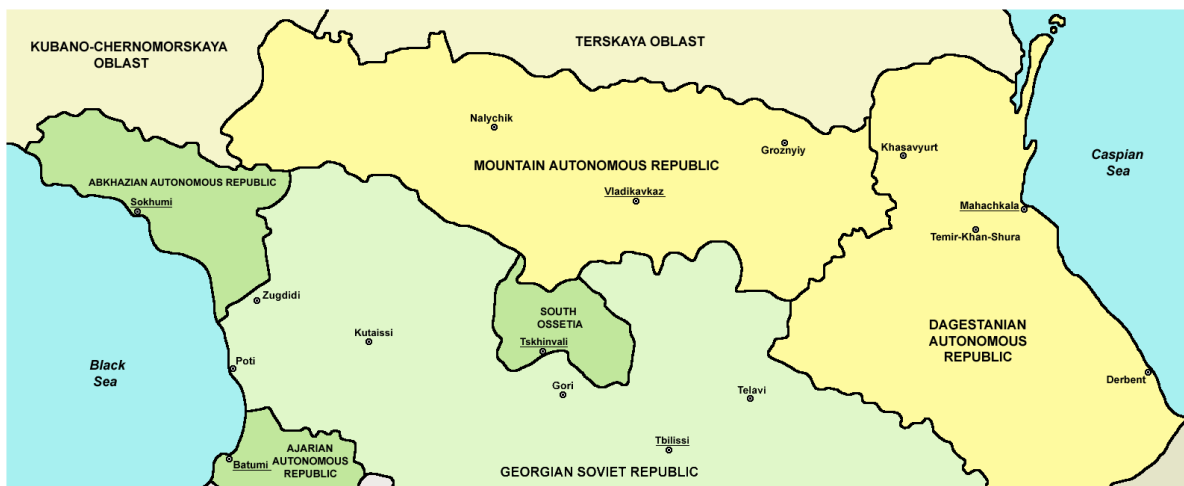 KUBANO-CHERNOMORSKAYA
OBLAST
TERSKAYA OBLAST
Nalychik
Groznyiy
Khasavyurt
MOUNTAIN AUTONOMOUS REPUBLIC
Caspian
Sea
ABKHAZIAN AUTONOMOUS REPUBLIC
Sokhumi
Vladikavkaz
Mahachkala
Temir-Khan-Shura
Zugdidi
SOUTH
OSSETIA
Kutaissi
Tskhinvali
DAGESTANIAN
AUTONOMOUS
REPUBLIC
Black
Sea
Poti
Gori
Telavi
Derbent
AJARIAN
AUTONOMOUS
REPUBLIC
Batumi
Tbilissi
GEORGIAN SOVIET REPUBLIC